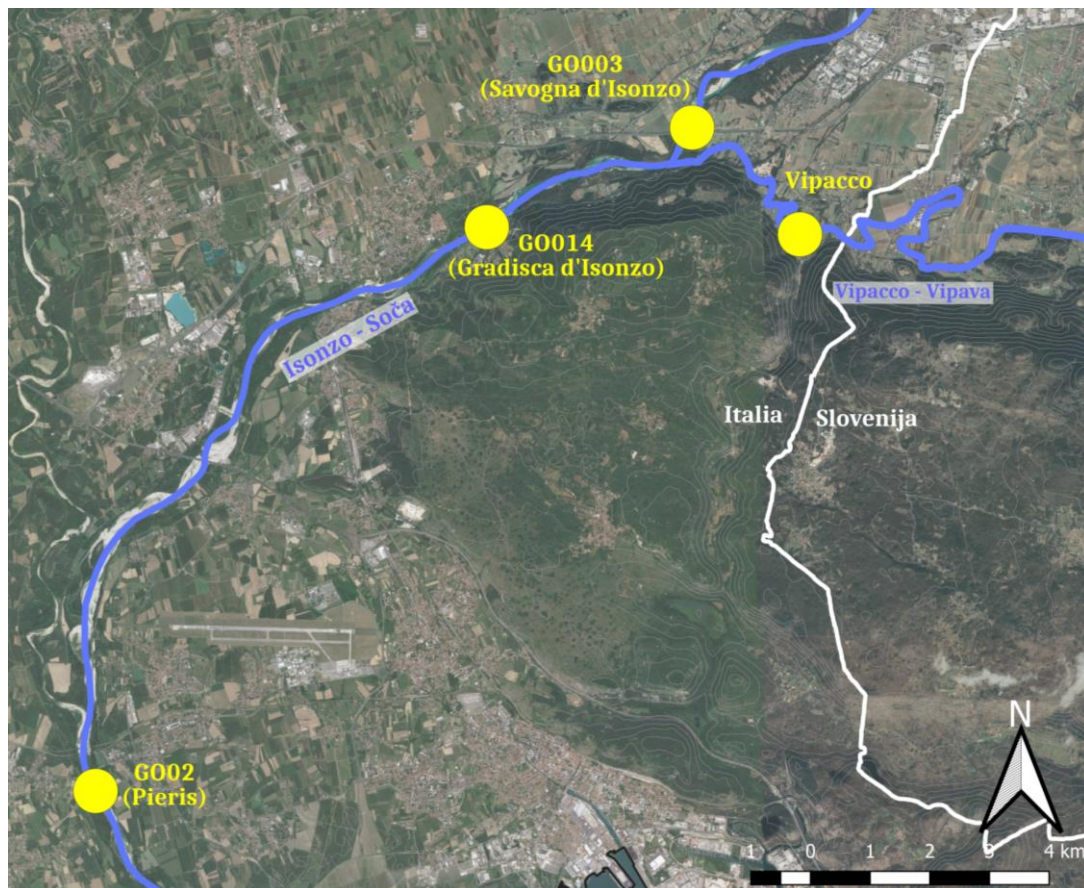 GO003
(Savogna d'Isonzo)
Vipacco
GO014
(Gradisca d'Isonzo)
Vipacco - Vipava
Isonzo - Soča
Italia
Slovenija
N
GO02
(Pieris)
1 0 1 2 3 4 km